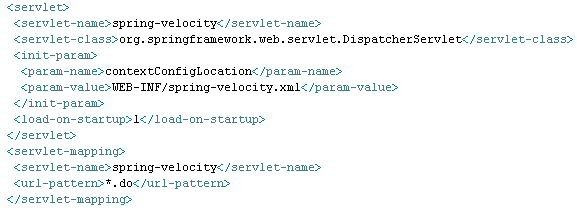 <servlet>
<servlet-name>spring-velocity</servlet-name>
<servlet-class>org.springframework.web.servlet.DispatcherServlet</servlet-class>
<init-param>
<param-name>contextConfigLocation</param-name>
<param-value>WEB-INF/spring-velocity.xml</param-value>
</init-param>
<load-on-startup>1</load-on-startup>
</servlet>
<servlet-mapping>
<servlet-name>spring-velocity</servlet-name>
<url-pattern>*.do</url-pattern>
</servlet-mapping>